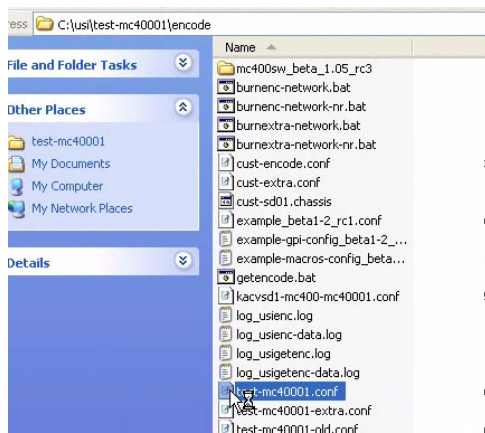 ress C:\usi\test-mc40001\encode
File and Folder Tasks
Other Places
test-mc40001
My Documents
My Computer
My Network Places
Details
Name
mc400sw_beta_1.05_rc3
burnenc-network.bat
burnenc-network-nr.bat
burnextra-network.bat
burnextra-network-nr.bat
cust-encode.conf
cust-extra.conf
cust-sd01.chassis
example_beta1-2_rc1.conf
example-gpi-config_beta1-2_...
example-macros-config_beta...
getencode.bat
kacvsd1-mc400-mc40001.conf
log_usienc.log
log_usienc-data.log
log_usigetenc.log
log_usigetenc-data.log
test-mc40001.conf
test-mc40001-extra.conf
test-mc40001-old.conf